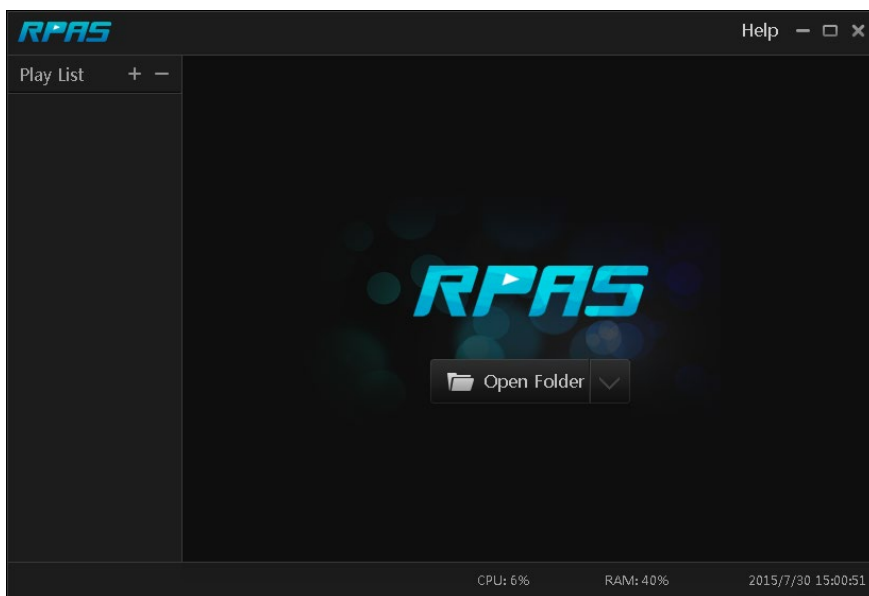 RPAS
Help
Play List + -
RPAS
Open Folder
CPU: 6% RAM: 40% 2015/7/30 15:00:51